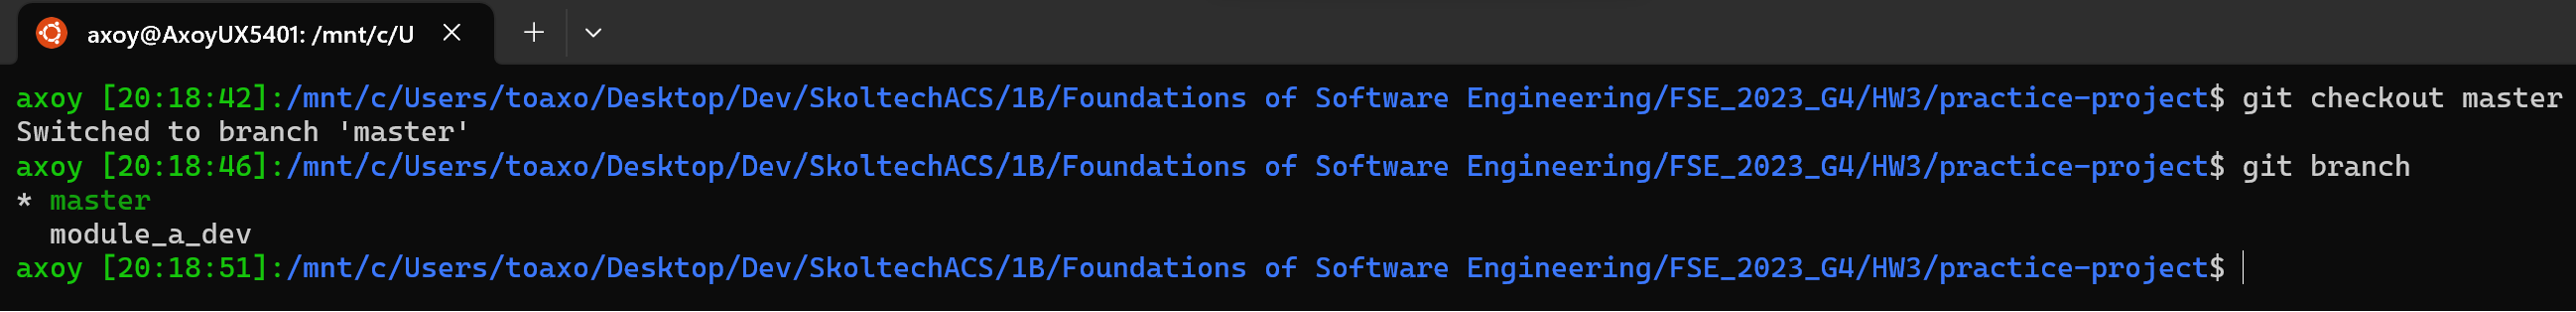 axoy@AxoyUX5401: /mnt/c/U
axoy [20:18:42]:/mnt/c/Users/toaxo/Desktop/Dev/SkoltechACS/1B/Foundations of Software Engineering/FSE_2023_G4/HW3/practice-project$ git checkout master
Switched to branch 'master'
axoy [20:18:46]:/mnt/c/Users/toaxo/Desktop/Dev/SkoltechACS/1B/Foundations of Software Engineering/FSE_2023_G4/HW3/practice-project$ git branch
* master
  module_a_dev
axoy [20:18:51]:/mnt/c/Users/toaxo/Desktop/Dev/SkoltechACS/1B/Foundations of Software Engineering/FSE_2023_G4/HW3/practice-project$